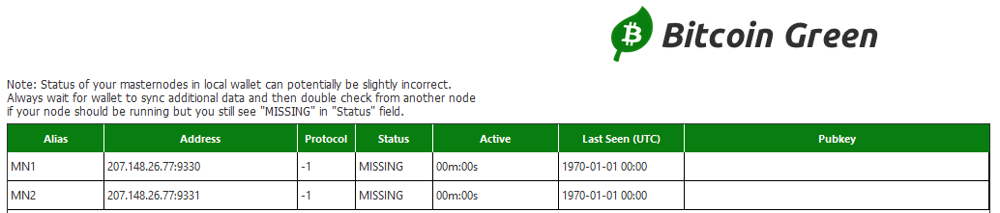 Bitcoin Green
Note: Status of your masternodes in local wallet can potentially be slightly incorrect.
Always wait for wallet to sync additional data and then double check from another node
if your node should be running but you still see "MISSING" in "Status" field.
Alias Address Protocol Status Active Last Seen (UTC) Pubkey
MN1 207.148.26.77:9330 -1 MISSING 00m:00s 1970-01-01 00:00
MN2 207.148.26.77:9331 -1 MISSING 00m:00s 1970-01-01 00:00